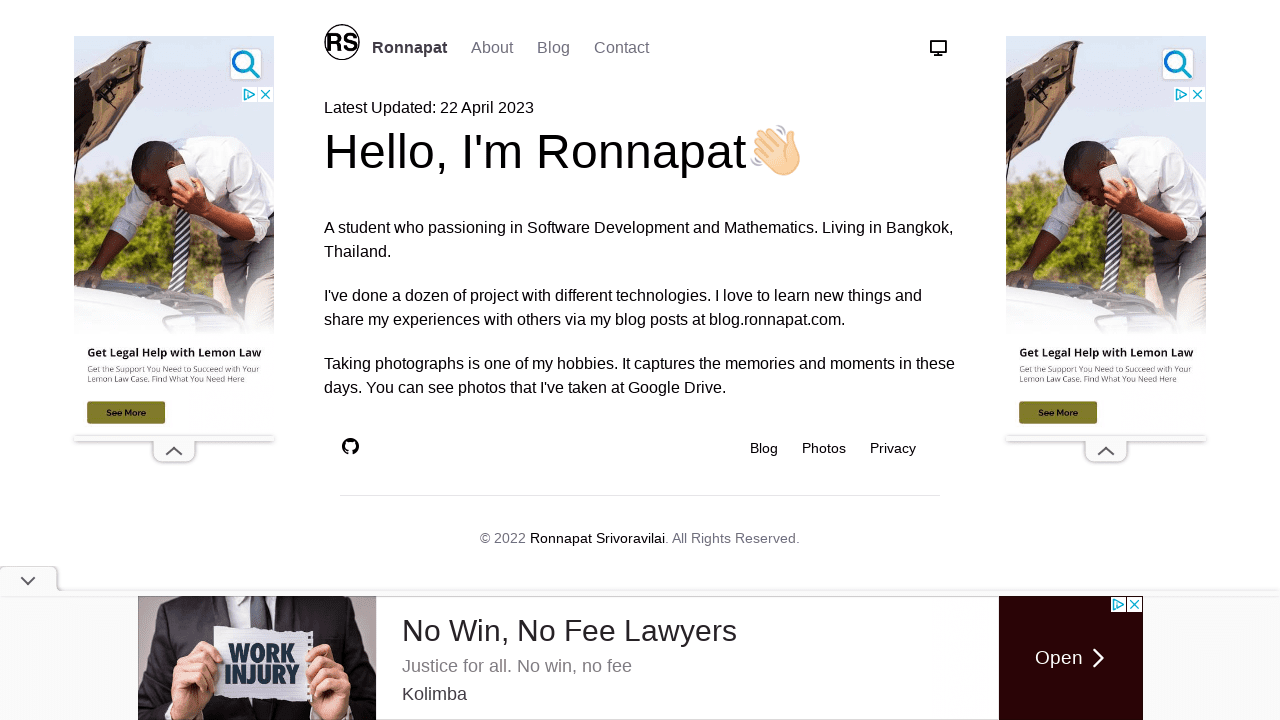 RS
Ronnapat About Blog Contact
Latest Updated: 22 April 2023
Hello, I'm Ronnapat👋🏼
A student who passioning in Software Development and Mathematics. Living in Bangkok,
Thailand.
I've done a dozen of project with different technologies. I love to learn new things and
share my experiences with others via my blog posts at blog.ronnapat.com.
Taking photographs is one of my hobbies. It captures the memories and moments in these
days. You can see photos that I've taken at Google Drive.
Blog Photos Privacy
© 2022 Ronnapat Srivoravilai. All Rights Reserved.
Get Legal Help with Lemon Law
Get the Support You Need to Succeed with Your
Lemon Law Case. Find What You Need Here
See More
Get Legal Help with Lemon Law
Get the Support You Need to Succeed with Your
Lemon Law Case. Find What You Need Here
See More
WORK
INJURY
No Win, No Fee Lawyers
Justice for all. No win, no fee
Kolimba
Open